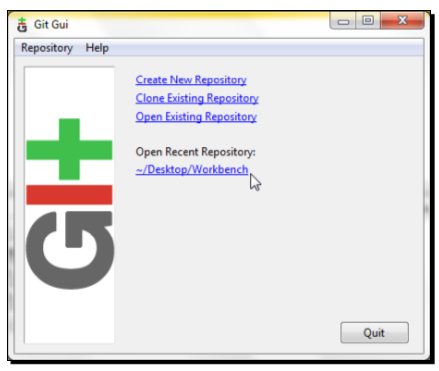 Git Gui
Repository Help
Create New Repository
Clone Existing Repository
Open Existing Repository
Open Recent Repository:
~/Desktop/Workbench
GIt
Quit